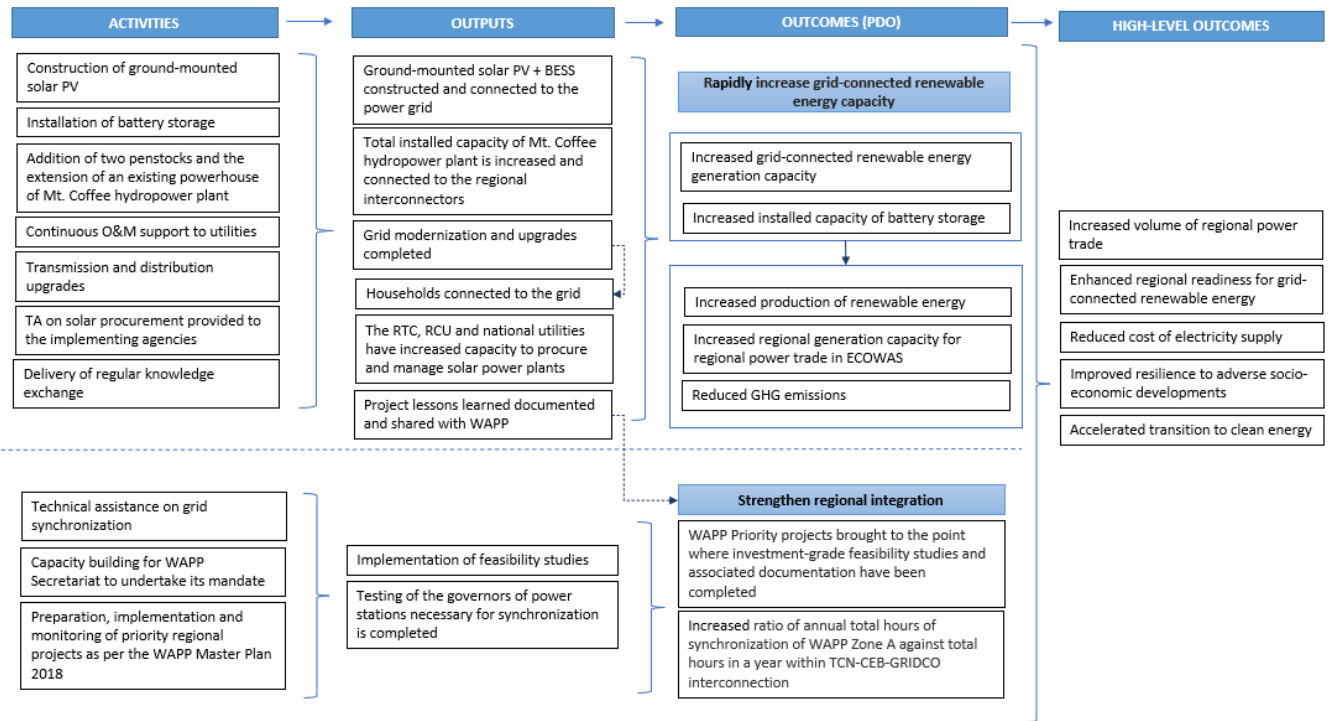 ACTIVITIES
OUTPUTS
OUTCOMES (PDO)
HIGH-LEVEL OUTCOMES
Construction of ground-mounted
solar PV
Installation of battery storage
Addition of two penstocks and the
extension of an existing powerhouse
of Mt. Coffee hydropower plant
Continuous O&M support to utilities
Transmission and distribution
upgrades
TA on solar procurement provided to
the implementing agencies
Delivery of regular knowledge
exchange
Ground-mounted solar PV + BESS
constructed and connected to the
power grid
Total installed capacity of Mt. Coffee
hydropower plant is increased and
connected to the regional
interconnectors
Grid modernization and upgrades
completed
Households connected to the grid
The RTC, RCU and national utilities
have increased capacity to procure
and manage solar power plants
Project lessons learned documented
and shared with WAPP
Rapidly increase grid-connected renewable
energy capacity
Increased grid-connected renewable energy
generation capacity
Increased installed capacity of battery storage
Increased production of renewable energy
Increased regional generation capacity for
regional power trade in ECOWAS
Reduced GHG emissions
Increased volume of regional power
trade
Enhanced regional readiness for grid-
connected renewable energy
Reduced cost of electricity supply
Improved resilience to adverse socio-
economic developments
Accelerated transition to clean energy
Technical assistance on grid
synchronization
Capacity building for WAPP
Secretariat to undertake its mandate
Preparation, implementation and
monitoring of priority regional
projects as per the WAPP Master Plan
2018
Implementation of feasibility studies
Testing of the governors of power
stations necessary for synchronization
is completed
Strengthen regional integration
WAPP Priority projects brought to the point
where investment-grade feasibility studies and
associated documentation have been
completed
Increased ratio of annual total hours of
synchronization of WAPP Zone A against total
hours in a year within TCN-CEB-GRIDCO
interconnection